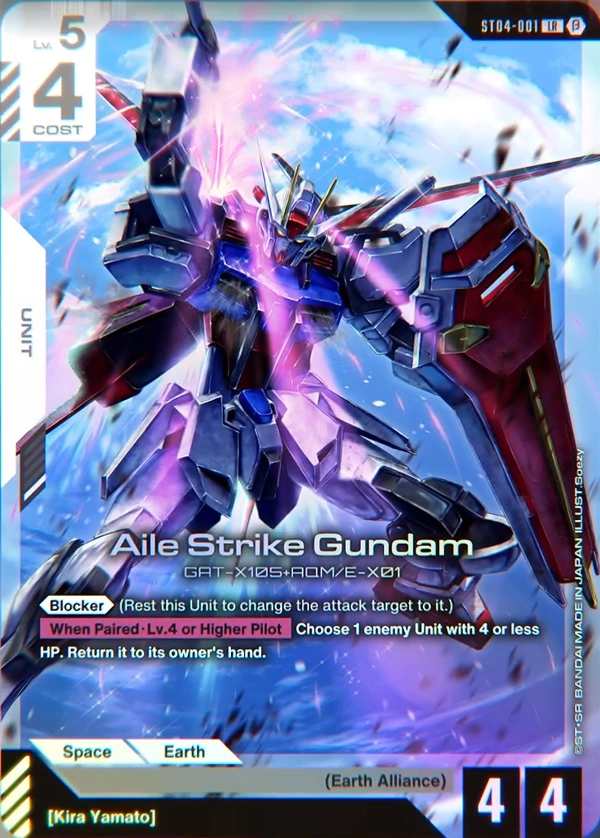 Lv. 5
4
COST
ST04-001 LR β
UNIT
Aile Strike Gundam
GAT-X105+AQM/E-X01
Blocker (Rest this Unit to change the attack target to it.)
When Paired･Lv.4 or Higher Pilot Choose 1 enemy Unit with 4 or less
HP. Return it to its owner's hand.
©ST･SR BANDAI MADE IN JAPAN ILLUST.Soezy
Space Earth
(Earth Alliance)
4 4
[Kira Yamato]